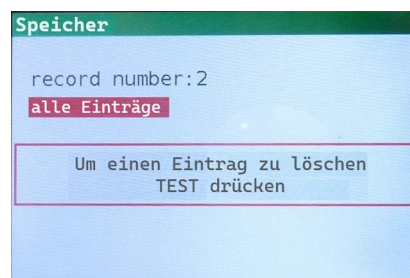 Speicher
record number:2
alle Einträge
Um einen Eintrag zu löschen
TEST drücken